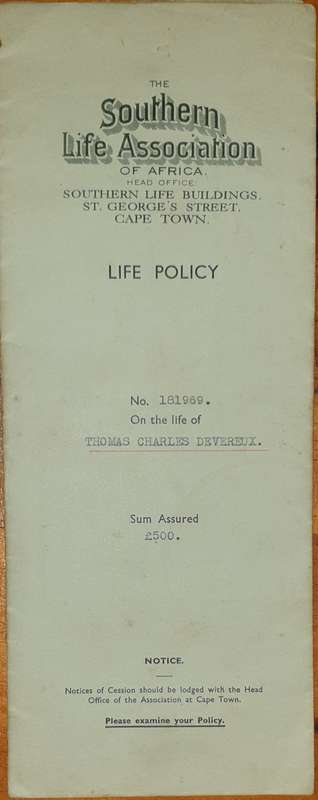 THE
Southern
Life Association
OF AFRICA.
HEAD OFFICE
SOUTHERN LIFE BUILDINGS,
ST. GEORGE'S STREET,
CAPE TOWN.
LIFE POLICY
No. 181969.
On the life of
THOMAS CHARLES DEVEREUX.
Sum Assured
£500.
NOTICE.
Notices of Cession should be lodged with the Head
Office of the Association at Cape Town.
Please examine your Policy.